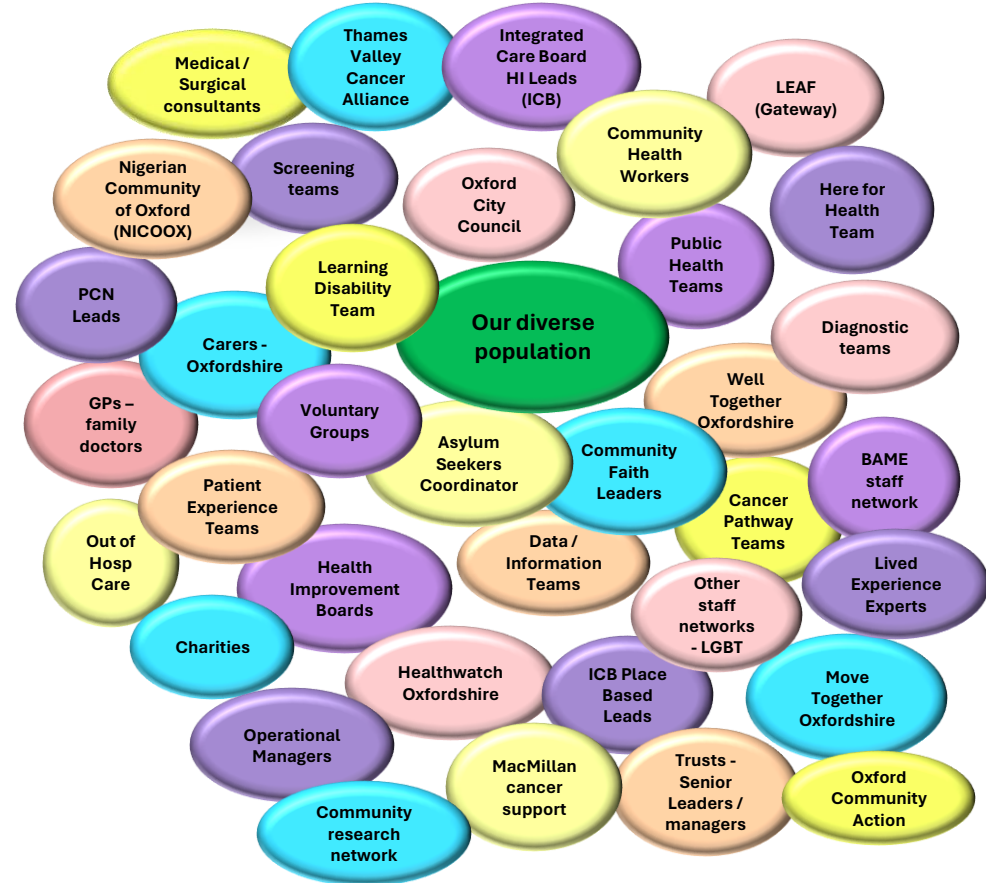 Medical /
Surgical
consultants
Thames
Valley
Cancer
Alliance
Integrated
Care Board
HI Leads
(ICB)
LEAF
(Gateway)
Community
Health
Workers
Nigerian
Community
of Oxford
(NICOOX)
Screening
teams
Oxford
City
Council
Here for
Health
Team
Public
Health
Teams
Learning
Disability
Team
PCN
Leads
Our diverse
population
Carers -
Oxfordshire
Diagnostic
teams
GPs –
family
doctors
Voluntary
Groups
Well
Together
Oxfordshire
Asylum
Seekers
Coordinator
Community
Faith
Leaders
BAME
staff
network
Patient
Experience
Teams
Cancer
Pathway
Teams
Out of
Hosp
Care
Data /
Information
Teams
Health
Improvement
Boards
Lived
Experience
Experts
Other
staff
networks
- LGBT
Charities
Healthwatch
Oxfordshire
ICB Place
Based
Leads
Move
Together
Oxfordshire
Operational
Managers
MacMillan
cancer
support
Trusts -
Senior
Leaders /
managers
Oxford
Community
Action
Community
research
network